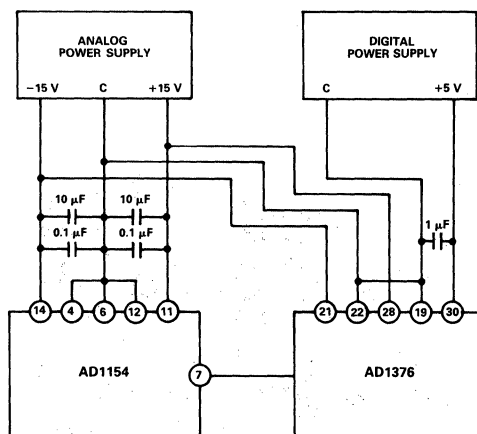 ANALOG
POWER SUPPLY
-15 V C +15 V
DIGITAL
POWER SUPPLY
C +5 V
10 µF 10 µF
0.1 µF 0.1 µF
1 µF
14 4 6 12 11
21 22 28 19 30
AD1154
7
AD1376